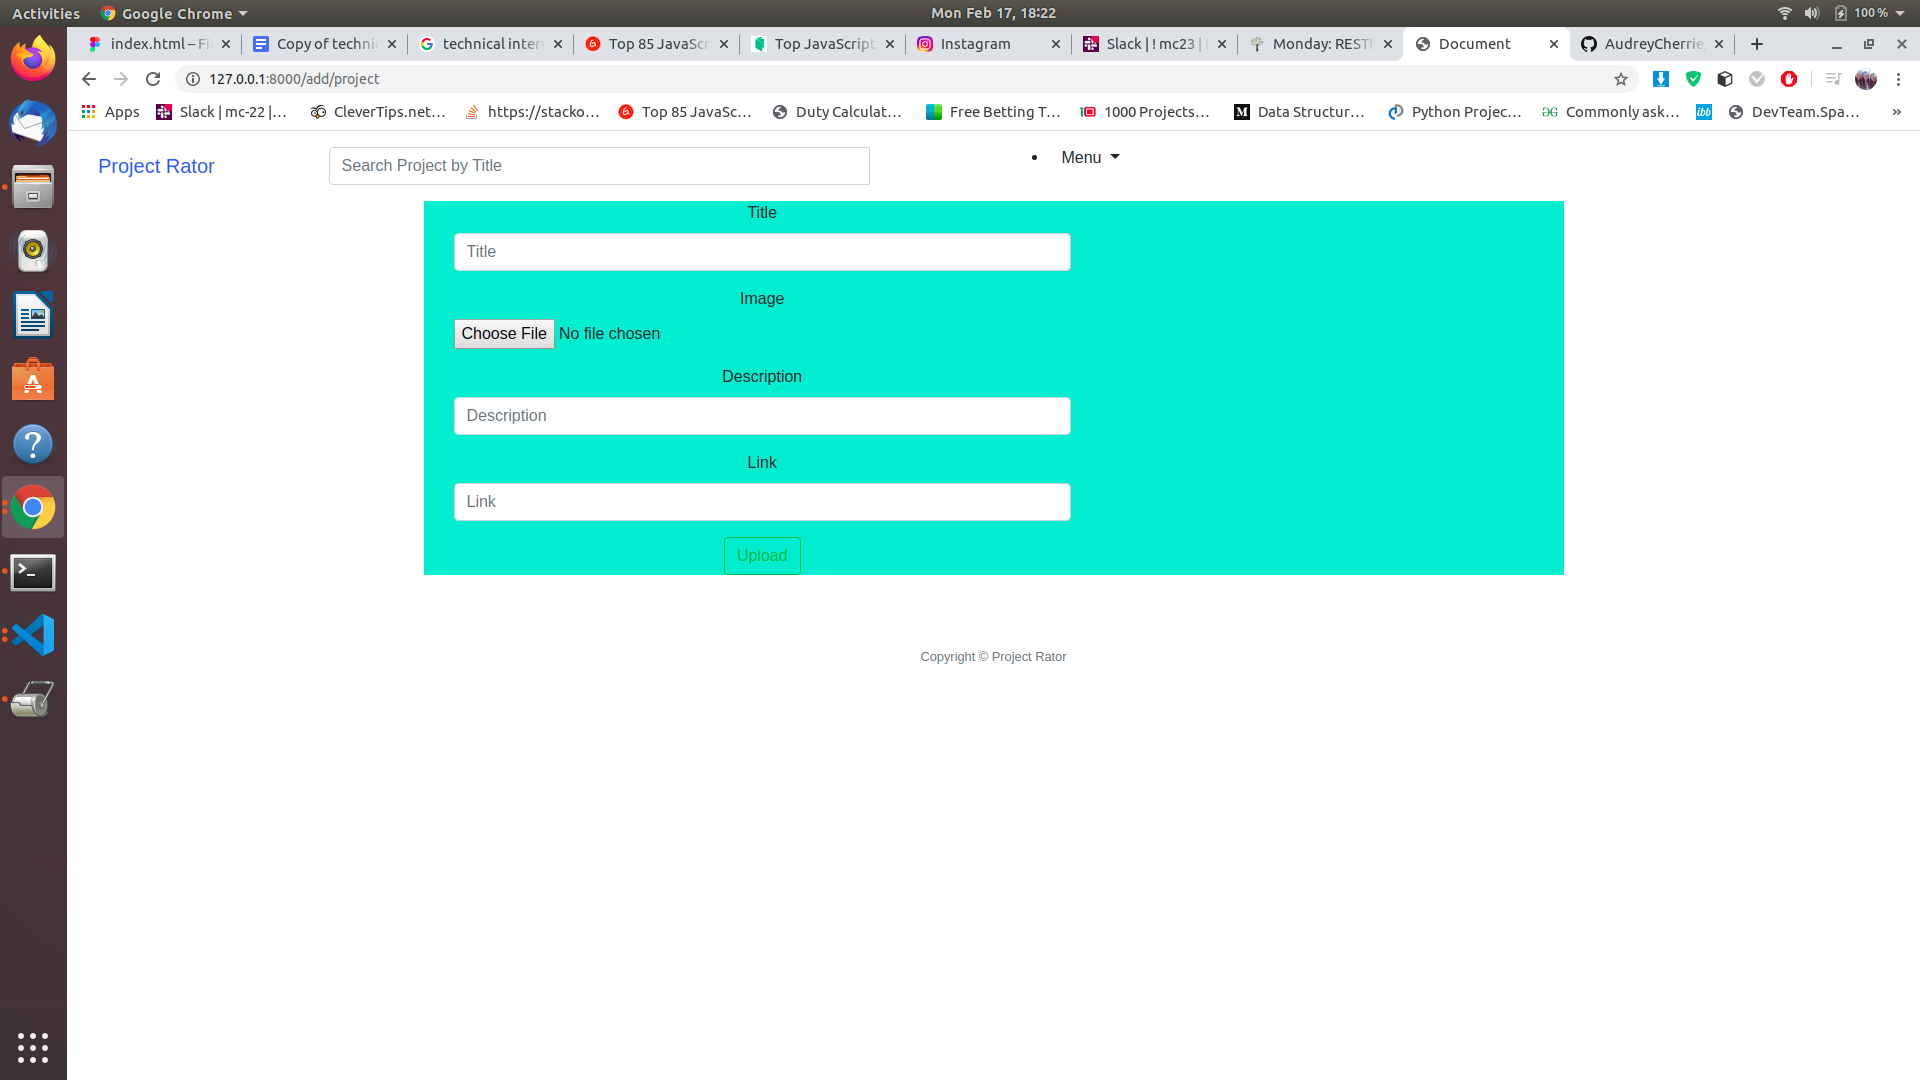 Activities
Google Chrome
Mon Feb 17, 18:22
100 %
index.html – Fi
Copy of techni
technical inter
Top 85 JavaScr
Top JavaScript
Instagram
Slack | ! mc23 |
Monday: REST
Document
AudreyCherrie
127.0.0.1:8000/add/project
Apps
Slack | mc-22 |…
CleverTips.net…
https://stacko…
Top 85 JavaSc…
Duty Calculat…
Free Betting T…
1000 Projects…
Data Structur…
Python Projec…
Commonly ask…
ibb
DevTeam.Spa…
»
Project Rator
Search Project by Title
Menu
Title
Title
Image
Choose File No file chosen
Description
Description
Link
Link
Upload
Copyright © Project Rator